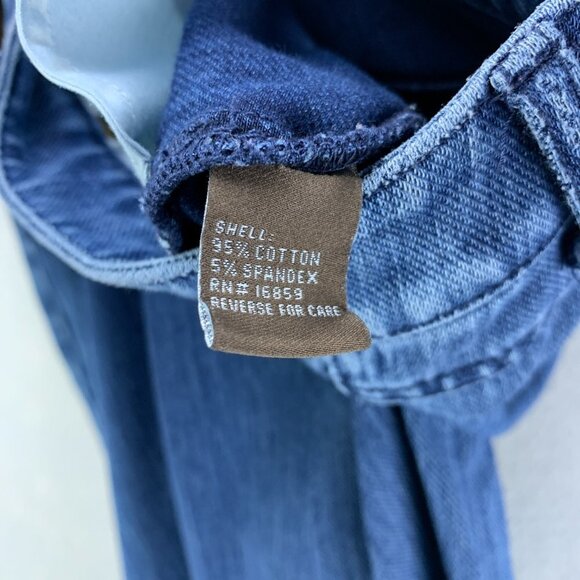 SHELL:
95% COTTON
5% SPANDEX
RN# 16859
REVERSE FOR CARE